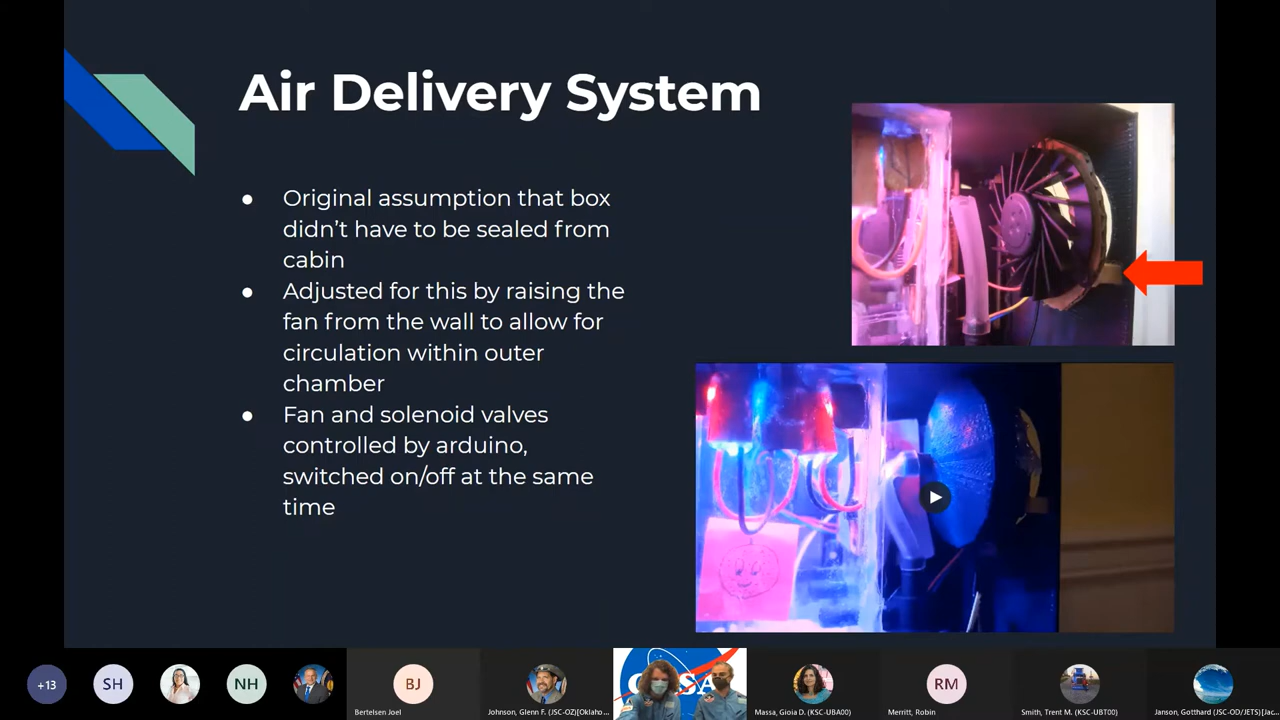 Air Delivery System
● Original assumption that box
didn’t have to be sealed from
cabin
● Adjusted for this by raising the
fan from the wall to allow for
circulation within outer
chamber
● Fan and solenoid valves
controlled by arduino,
switched on/off at the same
time
+13
SH
NH
BJ
Bertelsen Joel
Johnson, Glenn F. (JSC-OZ)[Oklaho...
Massa, Gioia D. (KSC-UBA00)
RM
Merritt, Robin
Smith, Trent M. (KSC-UBT00)
Janson, Gotthard (JSC-OD/JETS)[Jac...